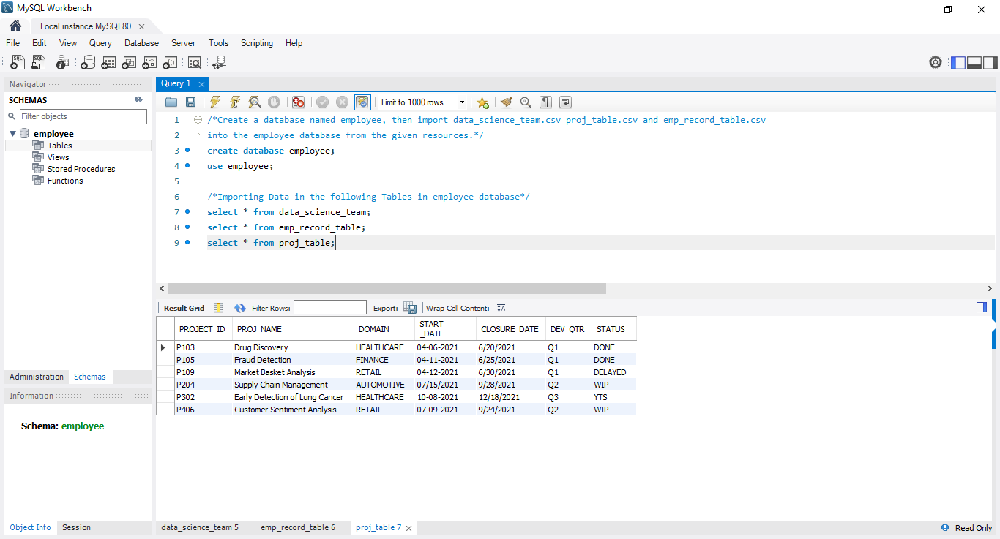 MySQL Workbench
Local instance MySQL80
File Edit View Query Database Server Tools Scripting Help
Navigator
SCHEMAS
Filter objects
employee
Tables
Views
Stored Procedures
Functions
Administration Schemas
Information
Schema: employee
Object Info Session
Query 1
Limit to 1000 rows
1 /*Create a database named employee, then import data_science_team.csv proj_table.csv and emp_record_table.csv
2 into the employee database from the given resources.*/
3 create database employee;
4 use employee;
5
6 /*Importing Data in the following Tables in employee database*/
7 select * from data_science_team;
8 select * from emp_record_table;
9 select * from proj_table;
Result Grid Filter Rows: Export: Wrap Cell Content:
PROJECT_ID PROJ_NAME DOMAIN START _DATE CLOSURE_DATE DEV_QTR STATUS
P103 Drug Discovery HEALTHCARE 04-06-2021 6/20/2021 Q1 DONE
P105 Fraud Detection FINANCE 04-11-2021 6/25/2021 Q1 DONE
P109 Market Basket Analysis RETAIL 04-12-2021 6/30/2021 Q1 DELAYED
P204 Supply Chain Management AUTOMOTIVE 07/15/2021 9/28/2021 Q2 WIP
P302 Early Detection of Lung Cancer HEALTHCARE 10-08-2021 12/18/2021 Q3 YTS
P406 Customer Sentiment Analysis RETAIL 07-09-2021 9/24/2021 Q2 WIP
data_science_team 5 emp_record_table 6 proj_table 7
Read Only